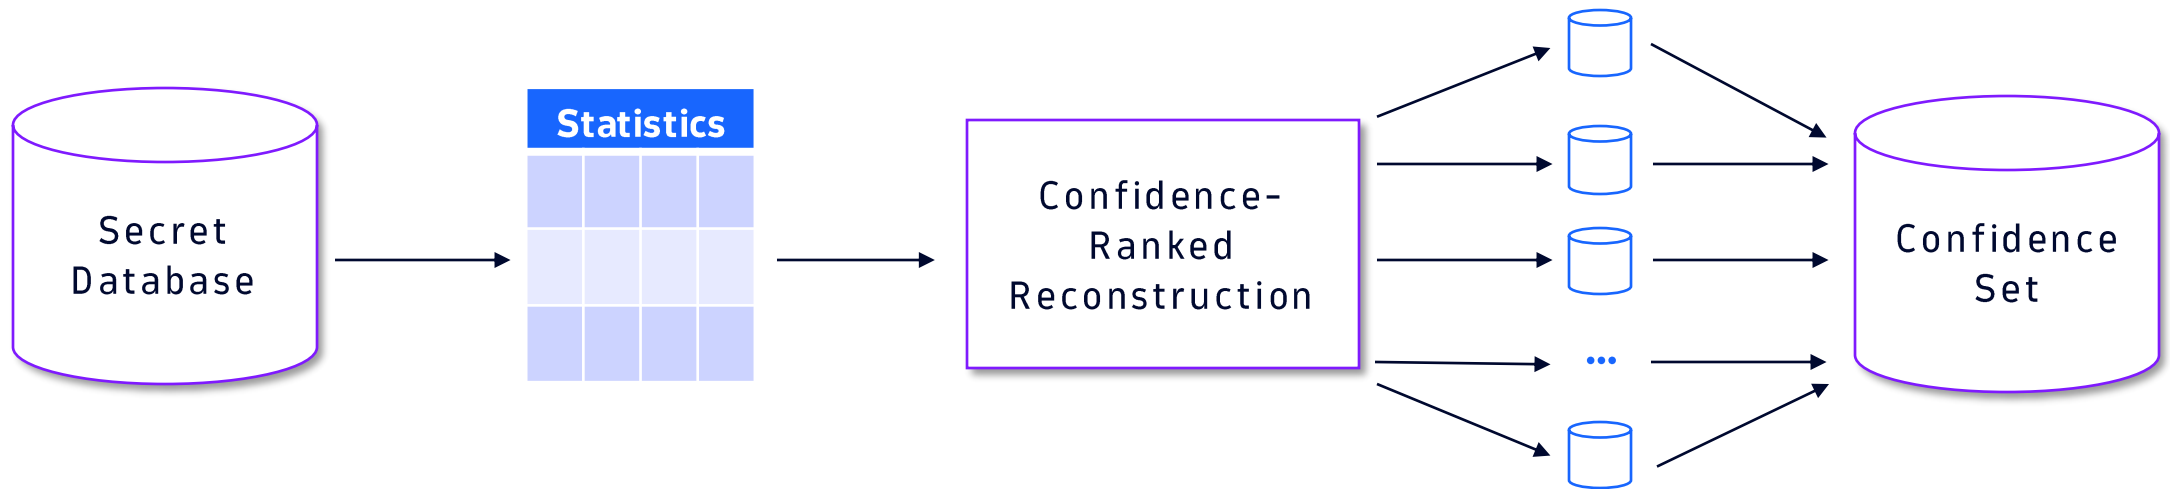 Secret
Database
Statistics
Confidence-
Ranked
Reconstruction
...
Confidence
Set